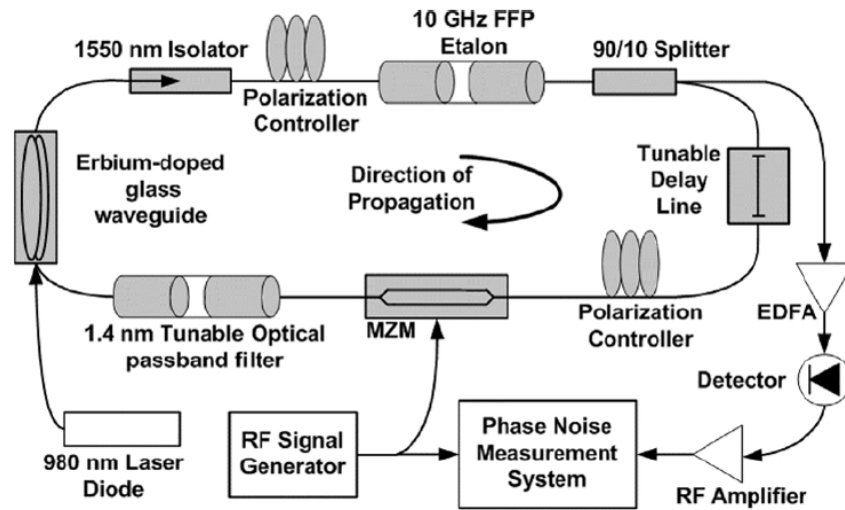 10 GHz FFP
Etalon
1550 nm Isolator
90/10 Splitter
Polarization
Controller
Erbium-doped
glass
waveguide
Direction of
Propagation
Tunable
Delay
Line
1.4 nm Tunable Optical
passband filter
MZM
Polarization
Controller
EDFA
Detector
980 nm Laser
Diode
RF Signal
Generator
Phase Noise
Measurement
System
RF Amplifier